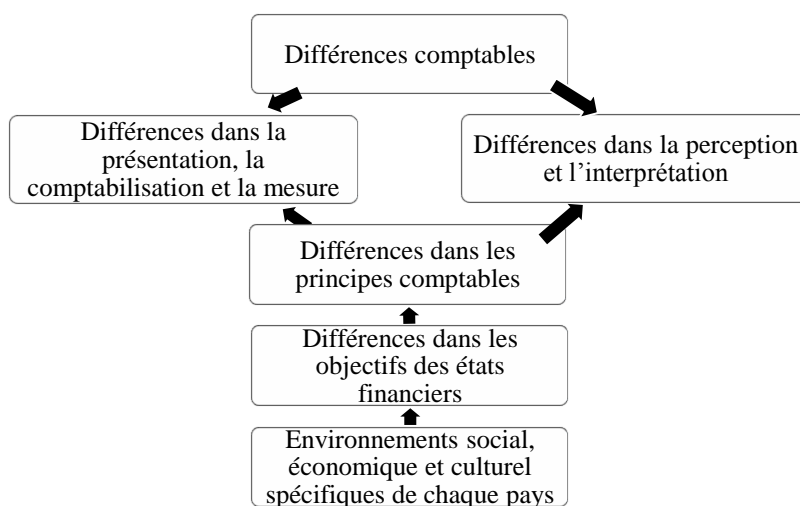 Différences comptables
Différences dans la
présentation, la
comptabilisation et la mesure
Différences dans la perception
et l'interprétation
Différences dans les
principes comptables
Différences dans les
objectifs des états
financiers
Environnements social,
économique et culturel
spécifiques de chaque pays